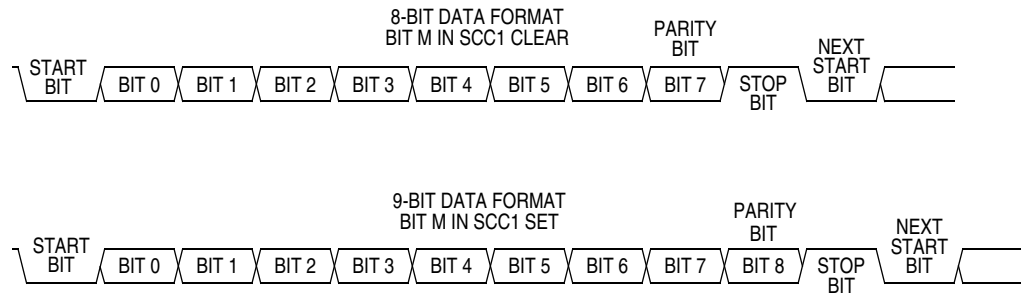 8-BIT DATA FORMAT
BIT M IN SCC1 CLEAR
PARITY
BIT
NEXT
START
BIT
START
BIT
BIT 0
BIT 1
BIT 2
BIT 3
BIT 4
BIT 5
BIT 6
BIT 7
STOP
BIT
9-BIT DATA FORMAT
BIT M IN SCC1 SET
PARITY
BIT
NEXT
START
BIT
START
BIT
BIT 0
BIT 1
BIT 2
BIT 3
BIT 4
BIT 5
BIT 6
BIT 7
BIT 8
STOP
BIT